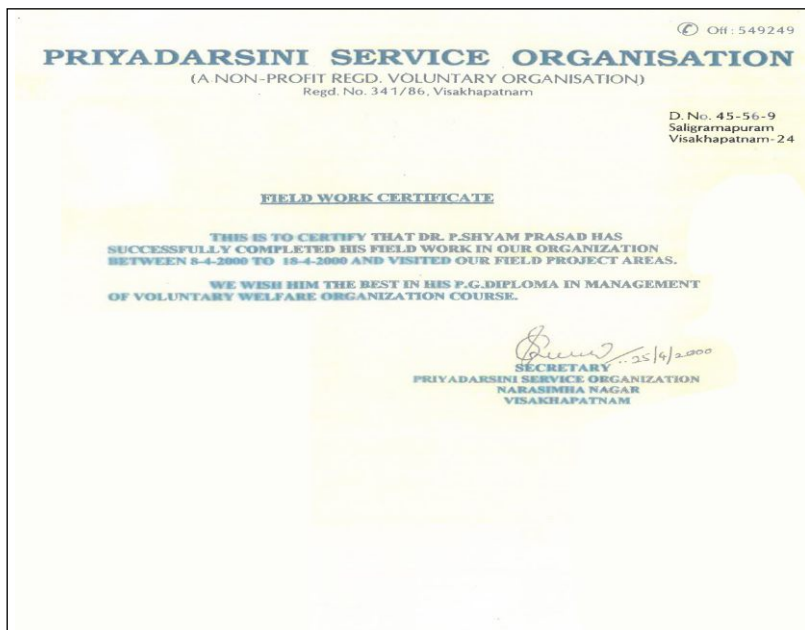 ✆ Off : 549249
PRIYADARSINI SERVICE ORGANISATION
(A NON-PROFIT REGD. VOLUNTARY ORGANISATION)
Regd. No. 341/86, Visakhapatnam
D. No. 45-56-9
Saligramapuram
Visakhapatnam-24
FIELD WORK CERTIFICATE
THIS IS TO CERTIFY THAT DR. P.SHYAM PRASAD HAS
SUCCESSFULLY COMPLETED HIS FIELD WORK IN OUR ORGANIZATION
BETWEEN 8-4-2000 TO 18-4-2000 AND VISITED OUR FIELD PROJECT AREAS.
WE WISH HIM THE BEST IN HIS P.G.DIPLOMA IN MANAGEMENT
OF VOLUNTARY WELFARE ORGANIZATION COURSE.
25/4/2000
SECRETARY
PRIYADARSINI SERVICE ORGANIZATION
NARASIMHA NAGAR
VISAKHAPATNAM